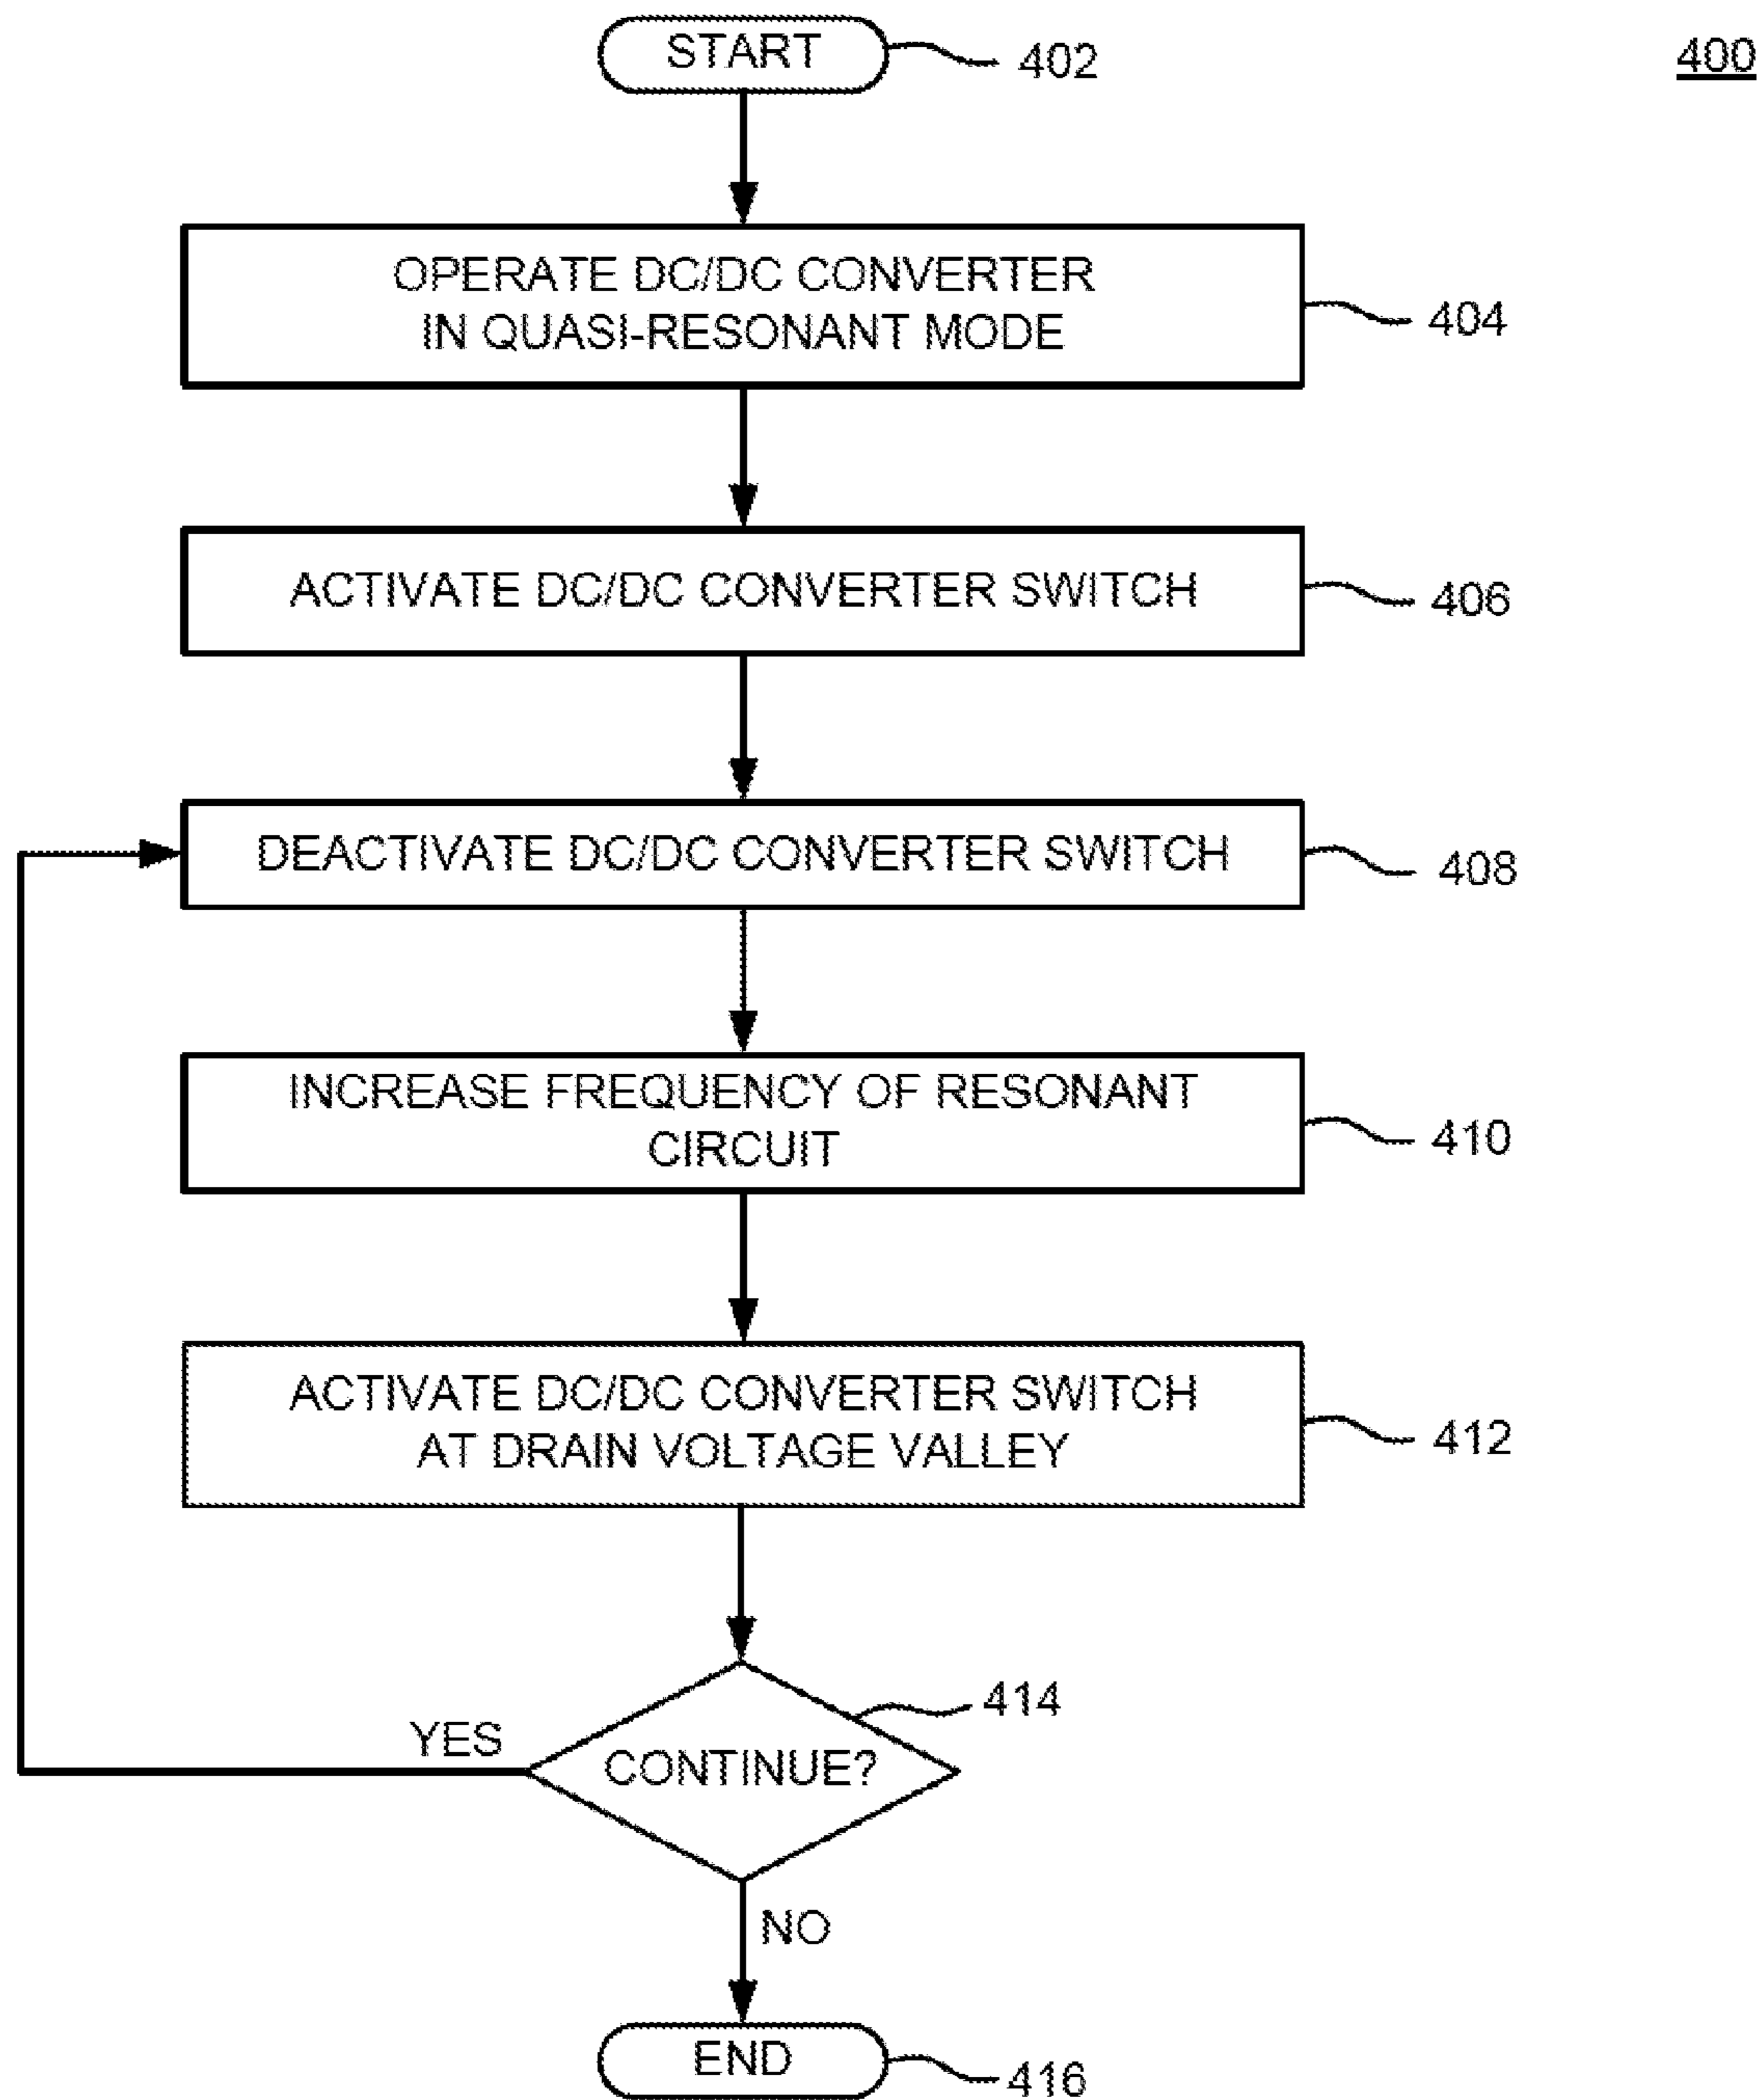 START
402
400
OPERATE DC/DC CONVERTER
IN QUASI-RESONANT MODE
404
ACTIVATE DC/DC CONVERTER SWITCH
406
DEACTIVATE DC/DC CONVERTER SWITCH
408
INCREASE FREQUENCY OF RESONANT
CIRCUIT
410
ACTIVATE DC/DC CONVERTER SWITCH
AT DRAIN VOLTAGE VALLEY
412
414
YES
CONTINUE?
NO
END
416